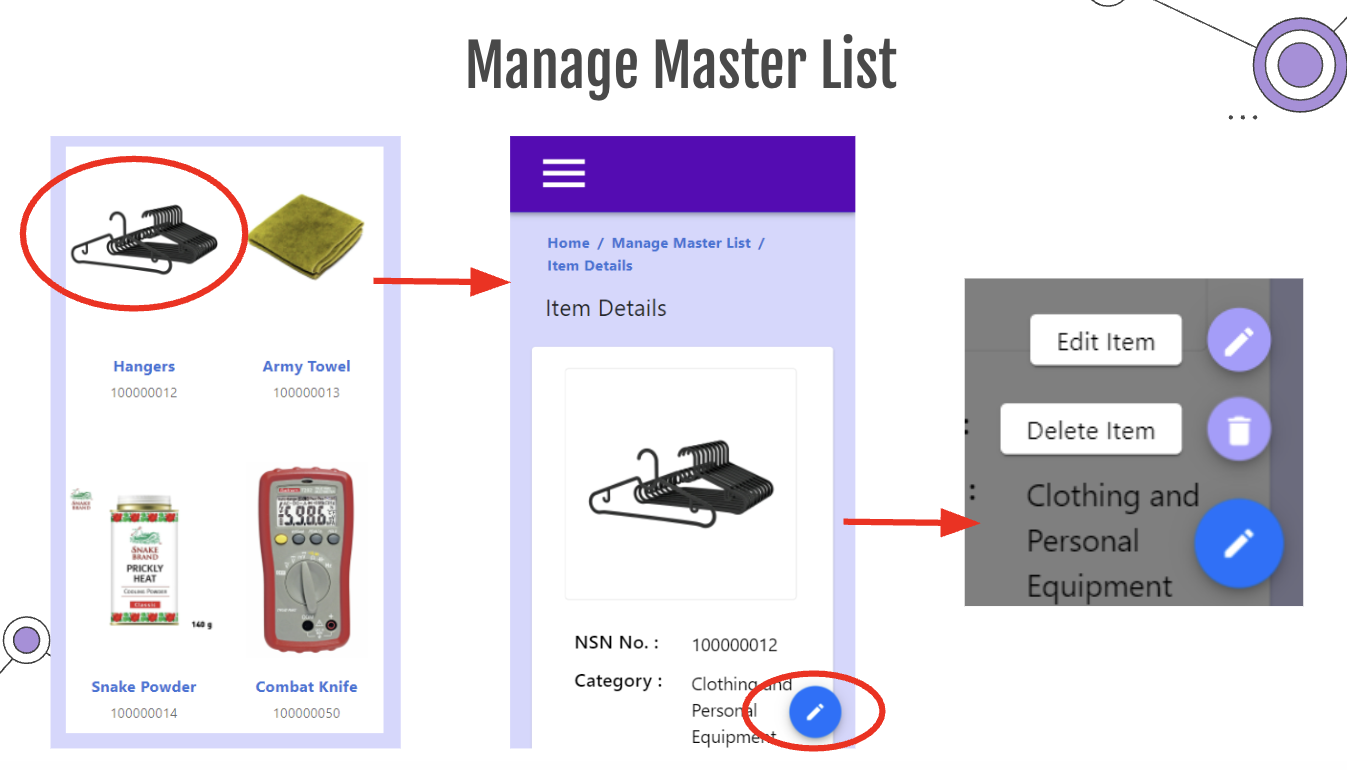 Manage Master List
Hangers
100000012
Army Towel
100000013
SNAKE
BRAND
SNAKE
BRAND
PRICKLY
HEAT
COOLING POWDER
Classic
140 g
Snake Powder
100000014
Combat Knife
100000050
Home / Manage Master List /
Item Details
Item Details
NSN No. : 100000012
Category : Clothing and
Personal
Equipment
Edit Item
Delete Item
:
: Clothing and
Personal
Equipment